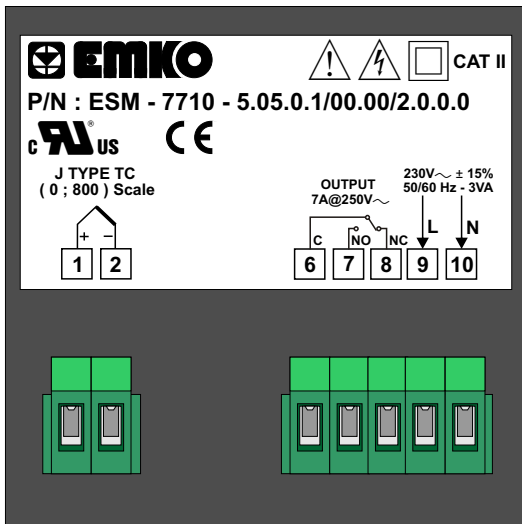 EMKO
CAT II
P/N : ESM - 7710 - 5.05.0.1/00.00/2.0.0.0
c RU ® US CE
J TYPE TC
( 0 ; 800 ) Scale
OUTPUT
7A@250V～
230V～ ± 15%
50/60 Hz - 3VA
+ −
C NO NC L N
1 2 6 7 8 9 10